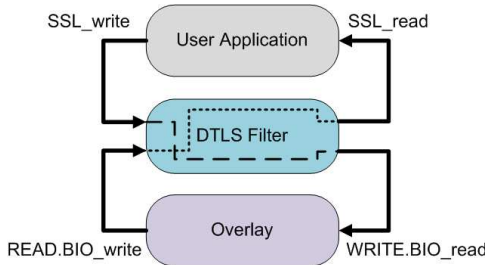 SSL_write
SSL_read
User Application
DTLS Filter
Overlay
READ.BIO_write
WRITE.BIO_read